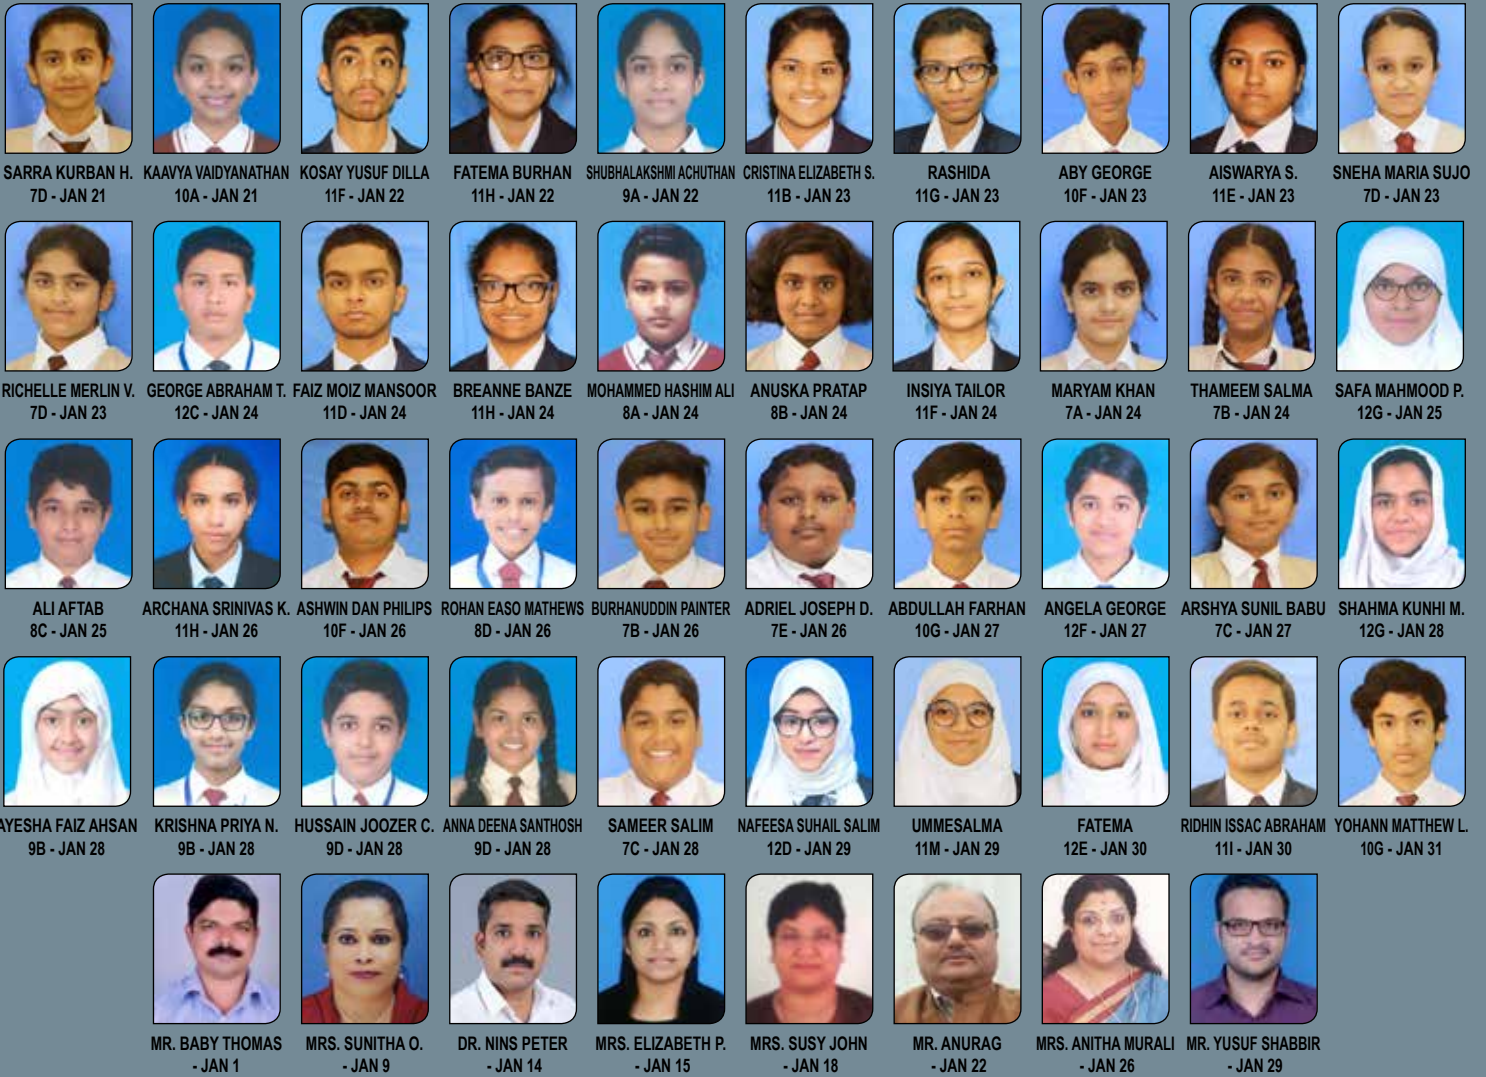 SARRA KURBAN H. KAAVYA VAIDYANATHAN KOSAY YUSUF DILLA FATEMA BURHAN SHUBHALAKSHMI ACHUTHAN CRISTINA ELIZABETH S. RASHIDA ABY GEORGE AISWARYA S. SNEHA MARIA SUJO
7D - JAN 21 10A - JAN 21 11F - JAN 22 11H - JAN 22 9A - JAN 22 11B - JAN 23 11G - JAN 23 10F - JAN 23 11E - JAN 23 7D - JAN 23
RICHELLE MERLIN V. GEORGE ABRAHAM T. FAIZ MOIZ MANSOOR BREANNE BANZE MOHAMMED HASHIM ALI ANUSKA PRATAP INSIYA TAILOR MARYAM KHAN THAMEEM SALMA SAFA MAHMOOD P.
7D - JAN 23 12C - JAN 24 11D - JAN 24 11H - JAN 24 8A - JAN 24 8B - JAN 24 11F - JAN 24 7A - JAN 24 7B - JAN 24 12G - JAN 25
ALI AFTAB ARCHANA SRINIVAS K. ASHWIN DAN PHILIPS ROHAN EASO MATHEWS BURHANUDDIN PAINTER ADRIEL JOSEPH D. ABDULLAH FARHAN ANGELA GEORGE ARSHYA SUNIL BABU SHAHMA KUNHI M.
8C - JAN 25 11H - JAN 26 10F - JAN 26 8D - JAN 26 7B - JAN 26 7E - JAN 26 10G - JAN 27 12F - JAN 27 7C - JAN 27 12G - JAN 28
AYESHA FAIZ AHSAN KRISHNA PRIYA N. HUSSAIN JOOZER C. ANNA DEENA SANTHOSH SAMEER SALIM NAFEESA SUHAIL SALIM UMMESALMA FATEMA RIDHIN ISSAC ABRAHAM YOHANN MATTHEW L.
9B - JAN 28 9B - JAN 28 9D - JAN 28 9D - JAN 28 7C - JAN 28 12D - JAN 29 11M - JAN 29 12E - JAN 30 11I - JAN 30 10G - JAN 31
MR. BABY THOMAS MRS. SUNITHA O. DR. NINS PETER MRS. ELIZABETH P. MRS. SUSY JOHN MR. ANURAG MRS. ANITHA MURALI MR. YUSUF SHABBIR
- JAN 1 - JAN 9 - JAN 14 - JAN 15 - JAN 18 - JAN 22 - JAN 26 - JAN 29